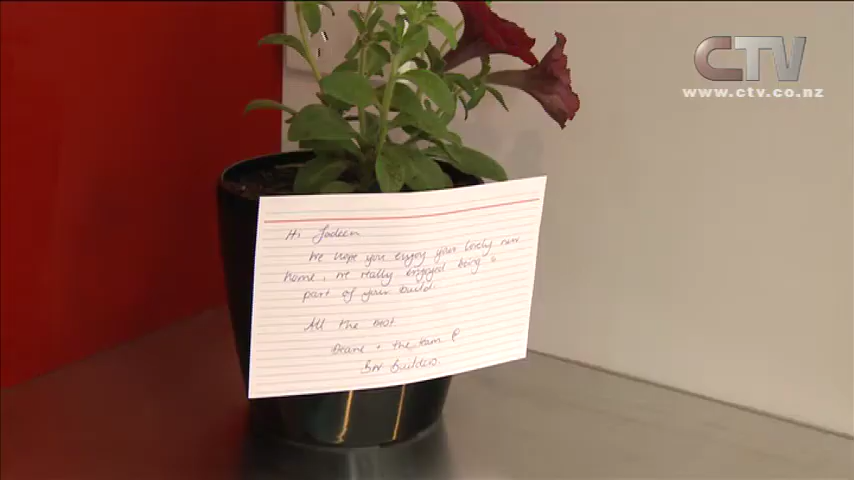 CTV
www.ctv.co.nz
Hi Jodeen
We hope you enjoy your lovely new
home, we really enjoyed being a
part of your build.
All the best
Deane + the team @
BW Builders.